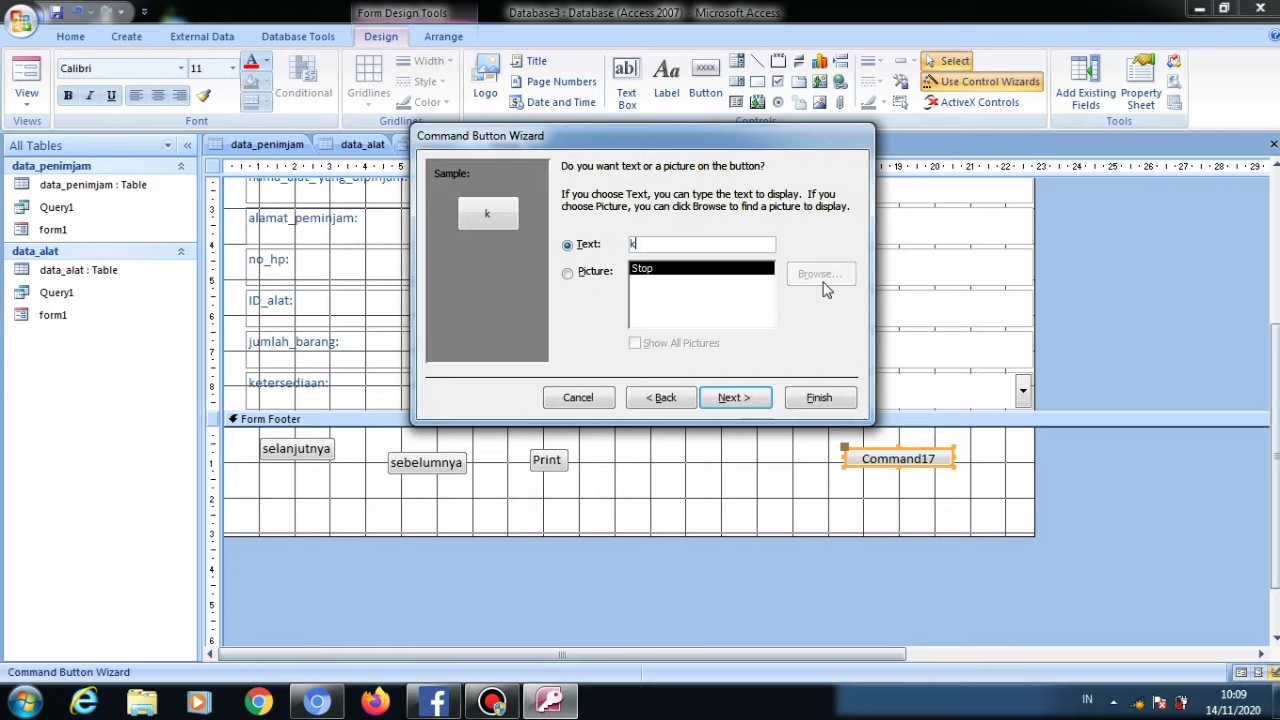 Form Design Tools
Database3 : Database (Access 2007) - Microsoft Access
Home
Create
External Data
Database Tools
Design
Arrange
View
Views
Calibri
11
B I U
Conditional
Font
Gridlines
Width
Style
Color
Gridlines
Logo
Title
Page Numbers
Date and Time
ab|
Text
Box
Aa
Label
xxxx
Button
Controls
Select
Use Control Wizards
ActiveX Controls
Add Existing
Fields
Property
Sheet
Tools
All Tables
data_penimjam
data_penimjam : Table
Query1
form1
data_alat
data_alat : Table
Query1
form1
data_penimjam
data_alat
alamat_peminjam:
no_hp:
ID_alat:
jumlah_barang:
ketersediaan:
Form Footer
selanjutnya
sebelumnya
Print
Command17
Command Button Wizard
Sample:
k
Do you want text or a picture on the button?
If you choose Text, you can type the text to display. If you
choose Picture, you can click Browse to find a picture to display.
Text:
k
Picture:
Stop
Browse...
Show All Pictures
Cancel
< Back
Next >
Finish
Command Button Wizard
IN
10:09
14/11/2020